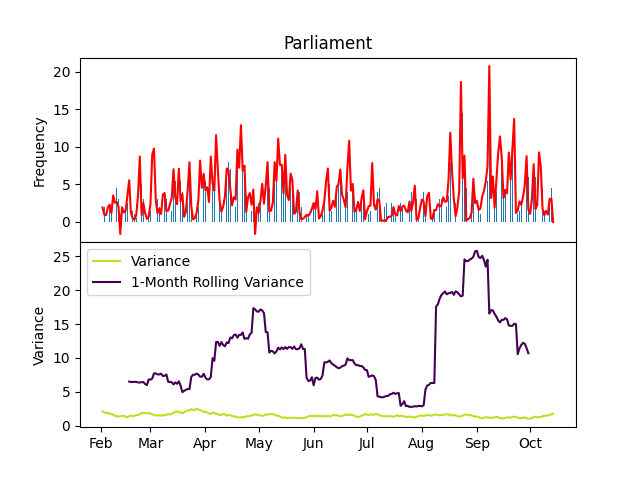 Parliament
Frequency
20
15
10
5
0
Variance
25
20
15
10
5
0
Variance
1-Month Rolling Variance
Feb Mar Apr May Jun Jul Aug Sep Oct